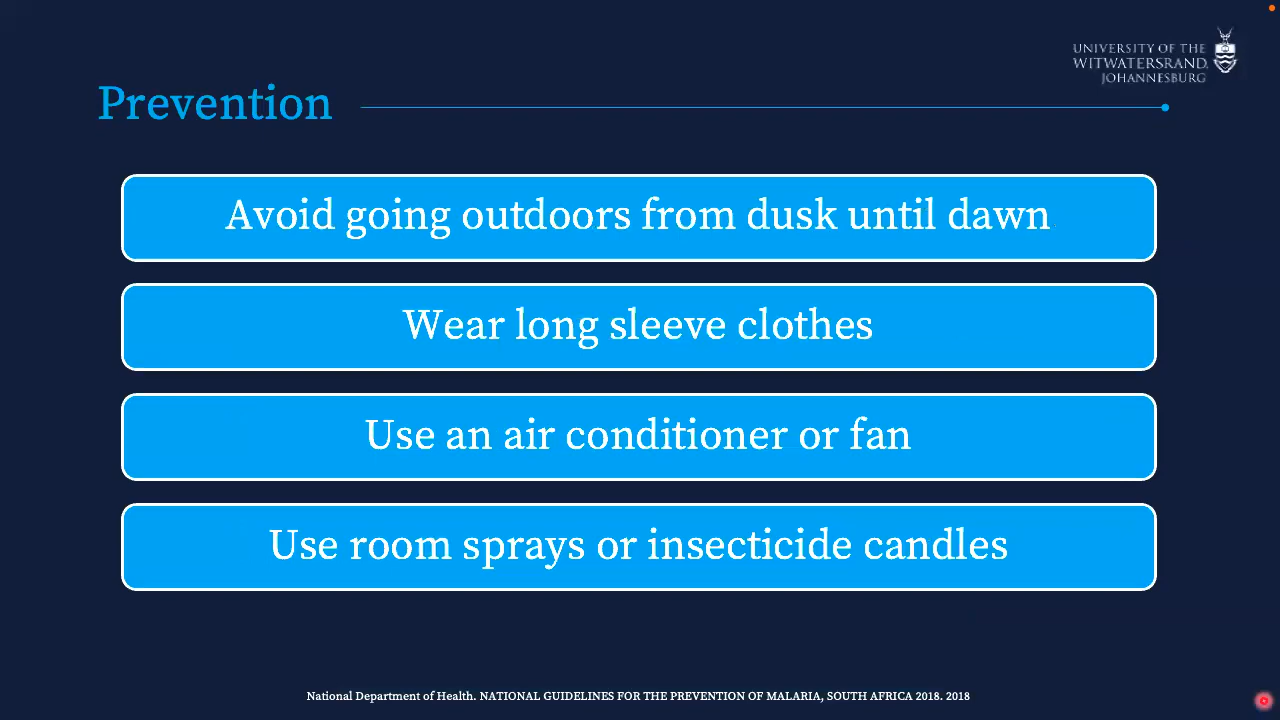 UNIVERSITY OF THE
WITWATERSRAND,
JOHANNESBURG
Prevention
Avoid going outdoors from dusk until dawn
Wear long sleeve clothes
Use an air conditioner or fan
Use room sprays or insecticide candles
National Department of Health. NATIONAL GUIDELINES FOR THE PREVENTION OF MALARIA, SOUTH AFRICA 2018. 2018